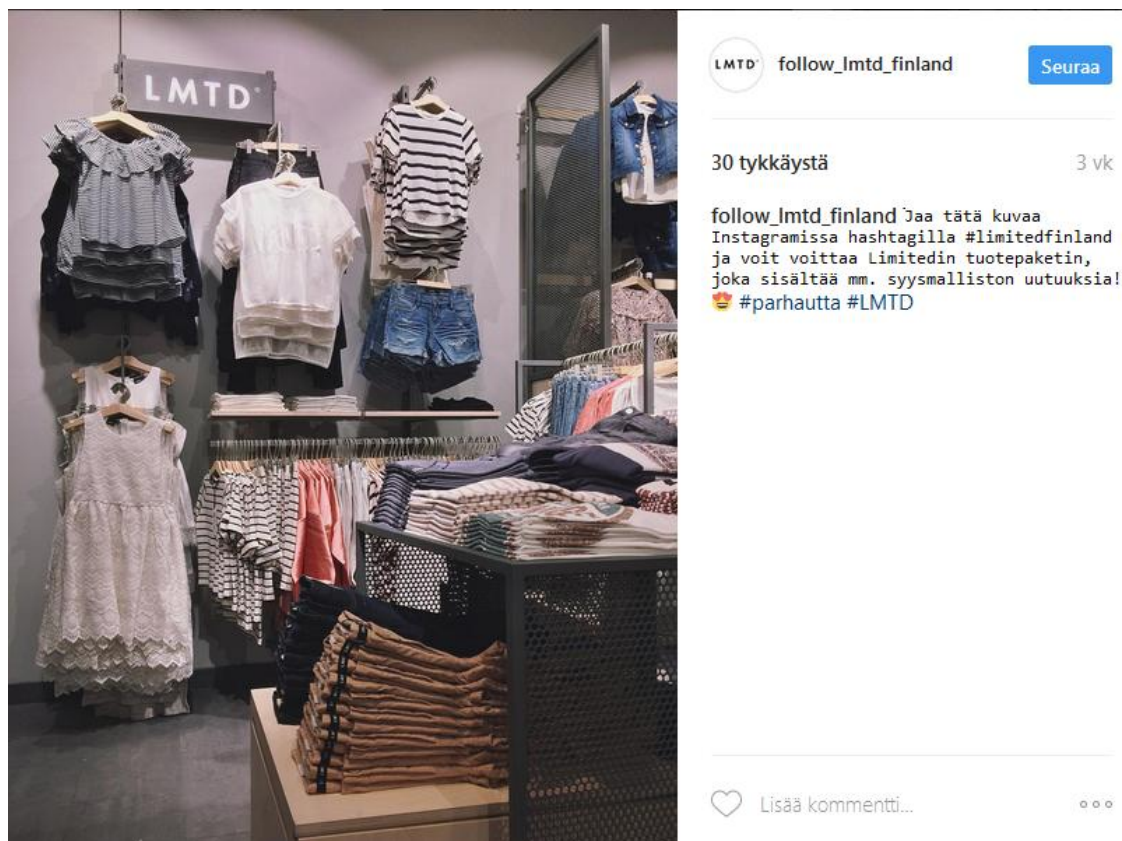 LMTD
LMTD
follow_lmtd_finland
Seuraa
30 tykkäystä
3 vk
follow_lmtd_finland Jaa tätä kuvaa
Instagramissa hashtagilla #limitedfinland
ja voit voittaa Limitedin tuotepaketin,
joka sisältää mm. syysmalliston uutuuksia!
😍 #parhautta #LMTD
Lisää kommentti...